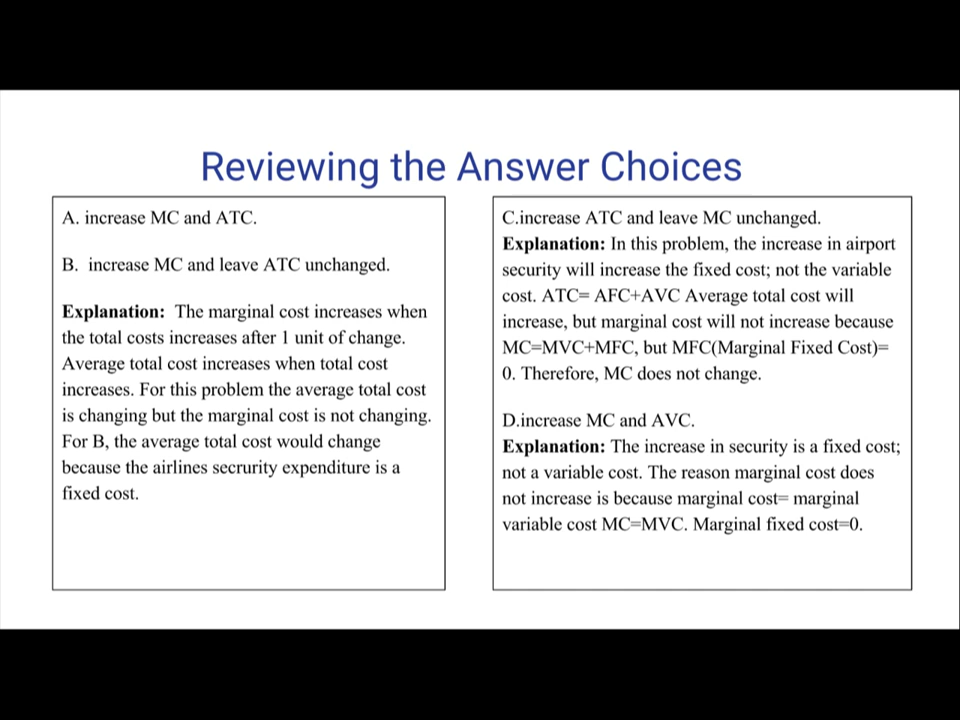 Reviewing the Answer Choices
A. increase MC and ATC.
B.  increase MC and leave ATC unchanged.
Explanation:  The marginal cost increases when
the total costs increases after 1 unit of change.
Average total cost increases when total cost
increases. For this problem the average total cost
is changing but the marginal cost is not changing.
For B, the average total cost would change
because the airlines secrurity expenditure is a
fixed cost.
C.increase ATC and leave MC unchanged.
Explanation: In this problem, the increase in airport
security will increase the fixed cost; not the variable
cost. ATC= AFC+AVC Average total cost will
increase, but marginal cost will not increase because
MC=MVC+MFC, but MFC(Marginal Fixed Cost)=
0. Therefore, MC does not change.
D.increase MC and AVC.
Explanation: The increase in security is a fixed cost;
not a variable cost. The reason marginal cost does
not increase is because marginal cost= marginal
variable cost MC=MVC. Marginal fixed cost=0.